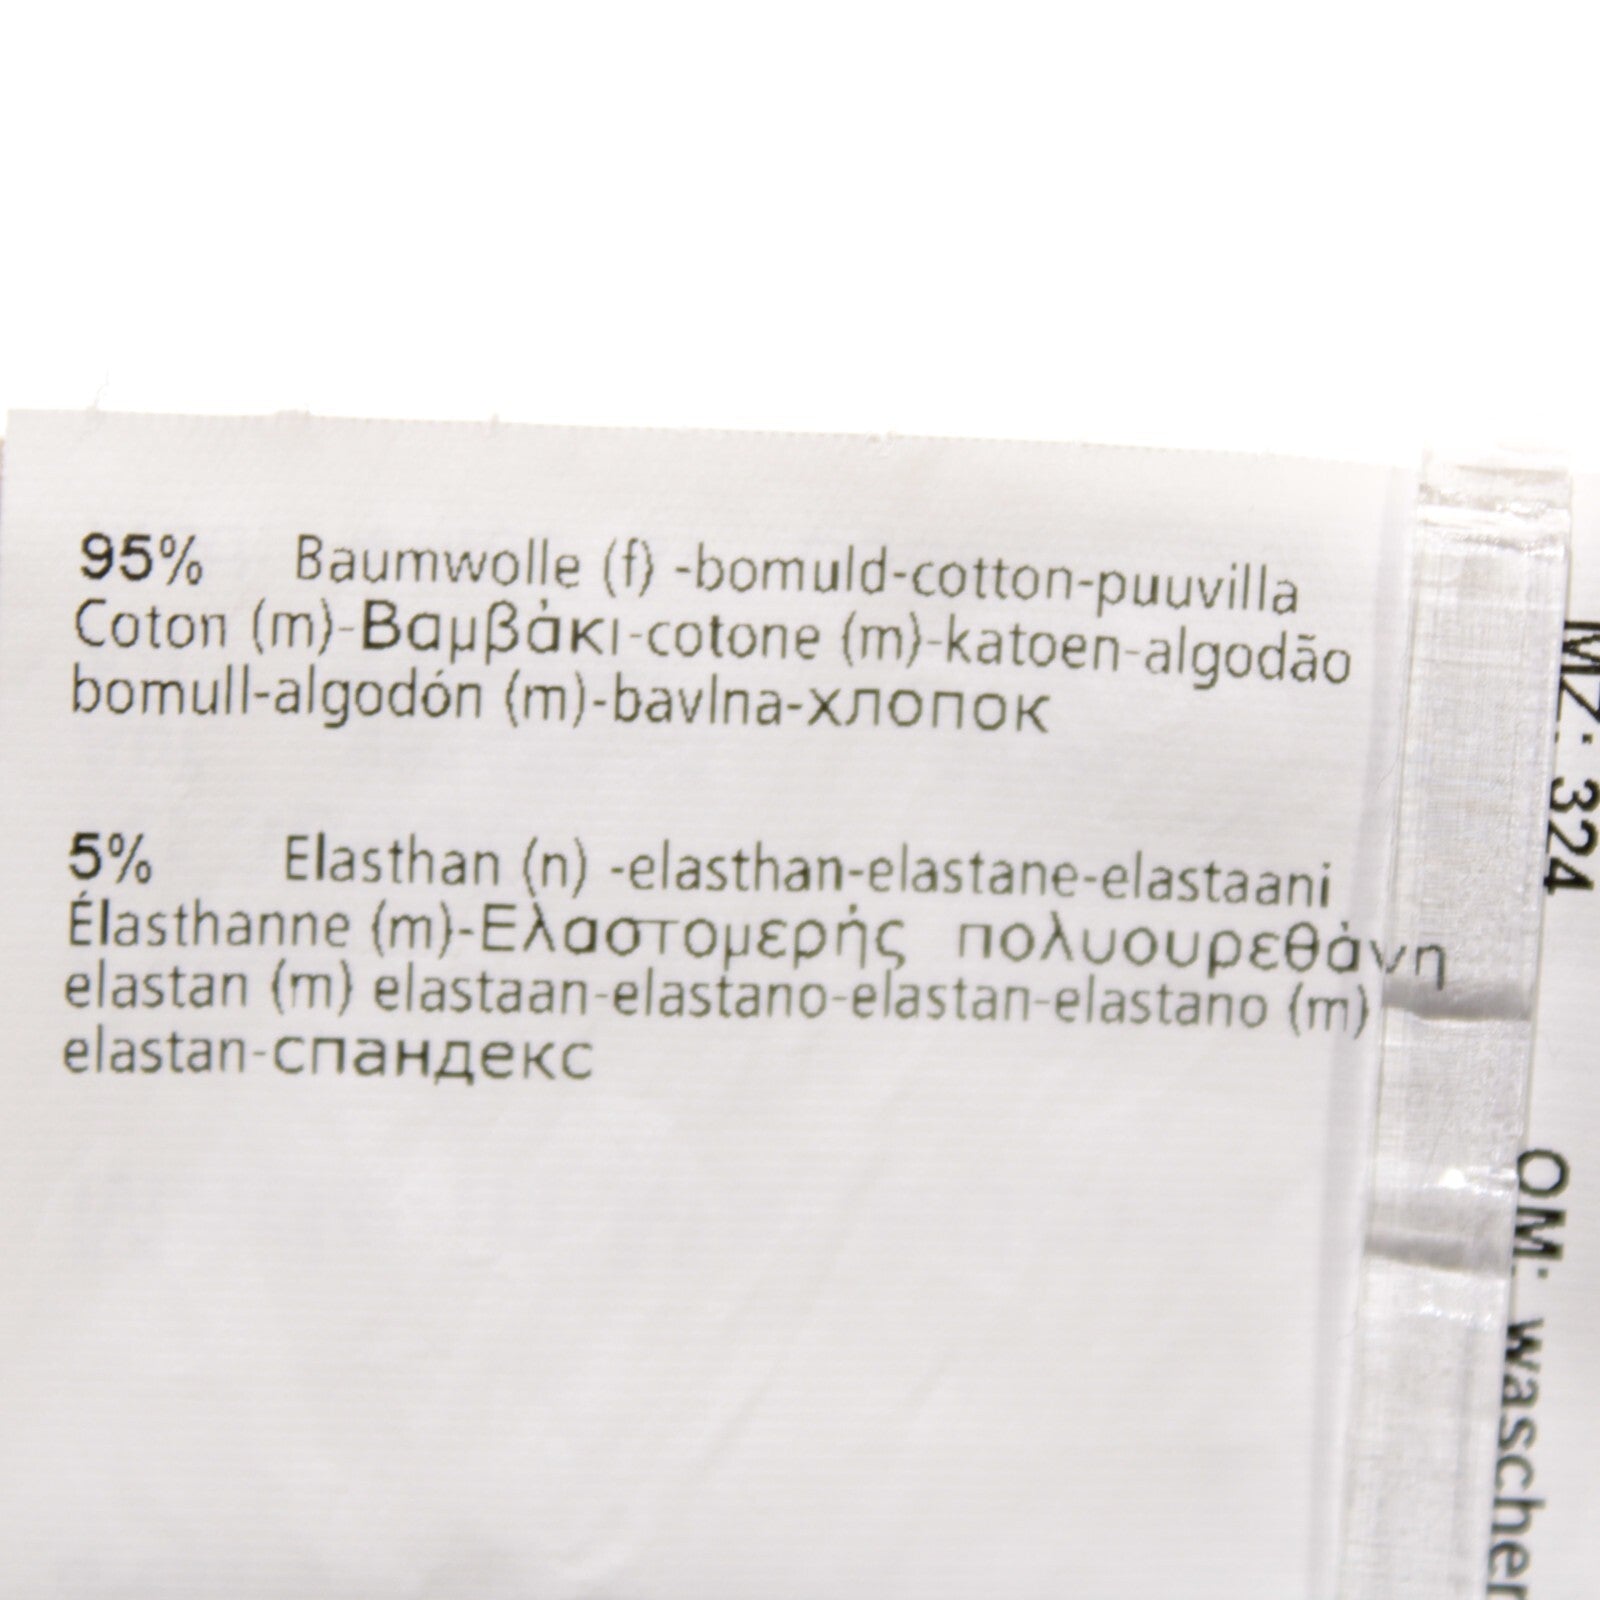 95% Baumwolle (f) -bomuld-cotton-puuvilla
Coton (m)-Βαμβάκι-cotone (m)-katoen-algodão
bomull-algodón (m)-bavlna-хлопок
5% Elasthan (n) -elasthan-elastane-elastaani
Élasthanne (m)-Ελαστομερής πολυουρεθάνη
elastan (m) elastaan-elastano-elastan-elastano (m)
elastan-спандекс
MZ: 324
OM: waschen